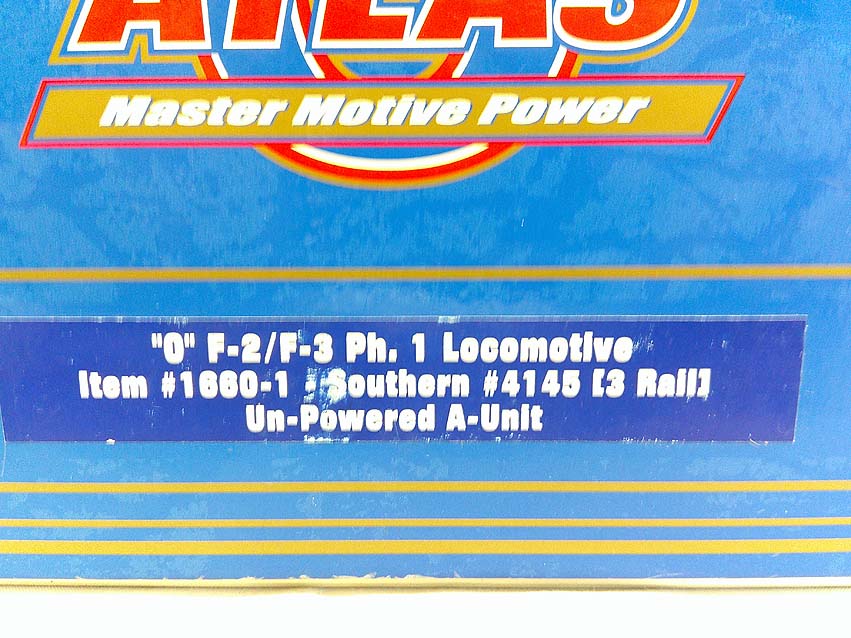 ATLAS
Master Motive Power
"O" F-2/F-3 Ph. 1 Locomotive
Item #1660-1 - Southern #4145 [3 Rail]
Un-Powered A-Unit